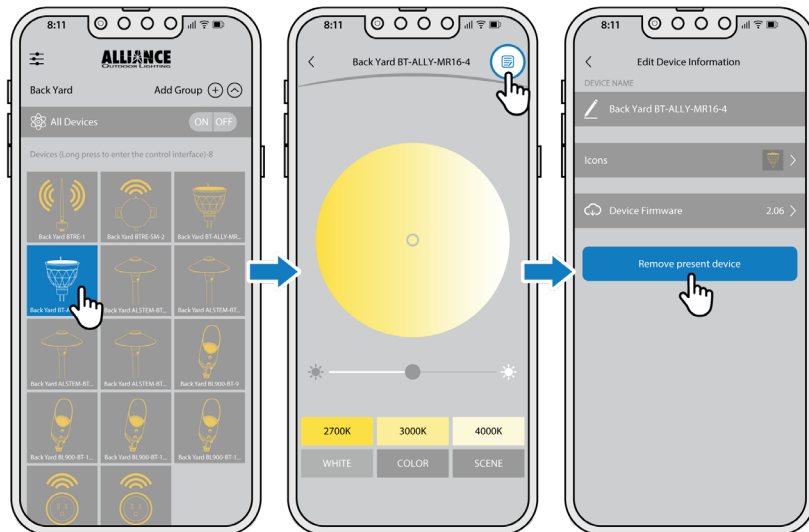 8:11
ALLIANCE
OUTDOOR LIGHTING
Back Yard
Add Group
All Devices
ON OFF
Devices (Long press to enter the control interface)-8
Back Yard BTRE-1
Back Yard BTRE-SM-2
Back Yard BT-ALLY-MR...
Back Yard BT-A
Back Yard ALSTEM-BT...
Back Yard ALSTEM-BT...
Back Yard ALSTEM-BT...
Back Yard ALSTEM-BT...
Back Yard BL900-BT-9
Back Yard BL900-BT-1...
Back Yard BL900-BT-1...
Back Yard BL900-BT-1...
8:11
Back Yard BT-ALLY-MR16-4
2700K
3000K
4000K
WHITE
COLOR
SCENE
8:11
Edit Device Information
DEVICE NAME
Back Yard BT-ALLY-MR16-4
Icons
Device Firmware
2.06
Remove present device